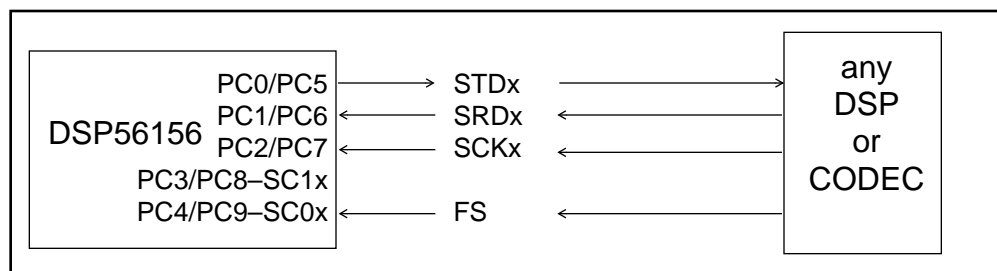 DSP56156
PC0/PC5
PC1/PC6
PC2/PC7
PC3/PC8–SC1x
PC4/PC9–SC0x
STDx
SRDx
SCKx
FS
any
DSP
or
CODEC